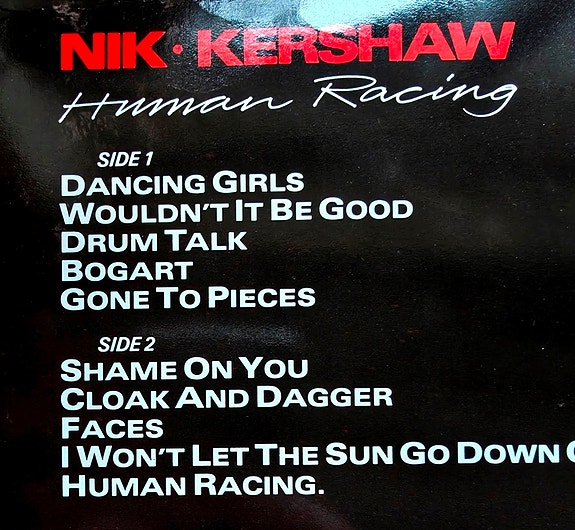 NIK · KERSHAW
Human Racing
SIDE 1
DANCING GIRLS
WOULDN'T IT BE GOOD
DRUM TALK
BOGART
GONE TO PIECES
SIDE 2
SHAME ON YOU
CLOAK AND DAGGER
FACES
I WON'T LET THE SUN GO DOWN
HUMAN RACING.